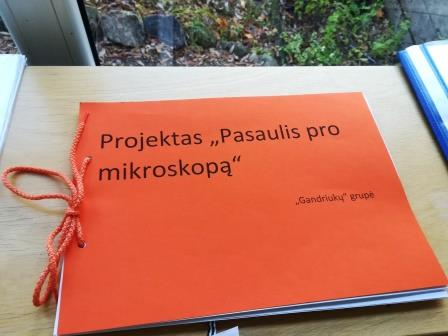 Projektas „Pasaulis pro
mikroskopą“
„Gandriukų“ grupė